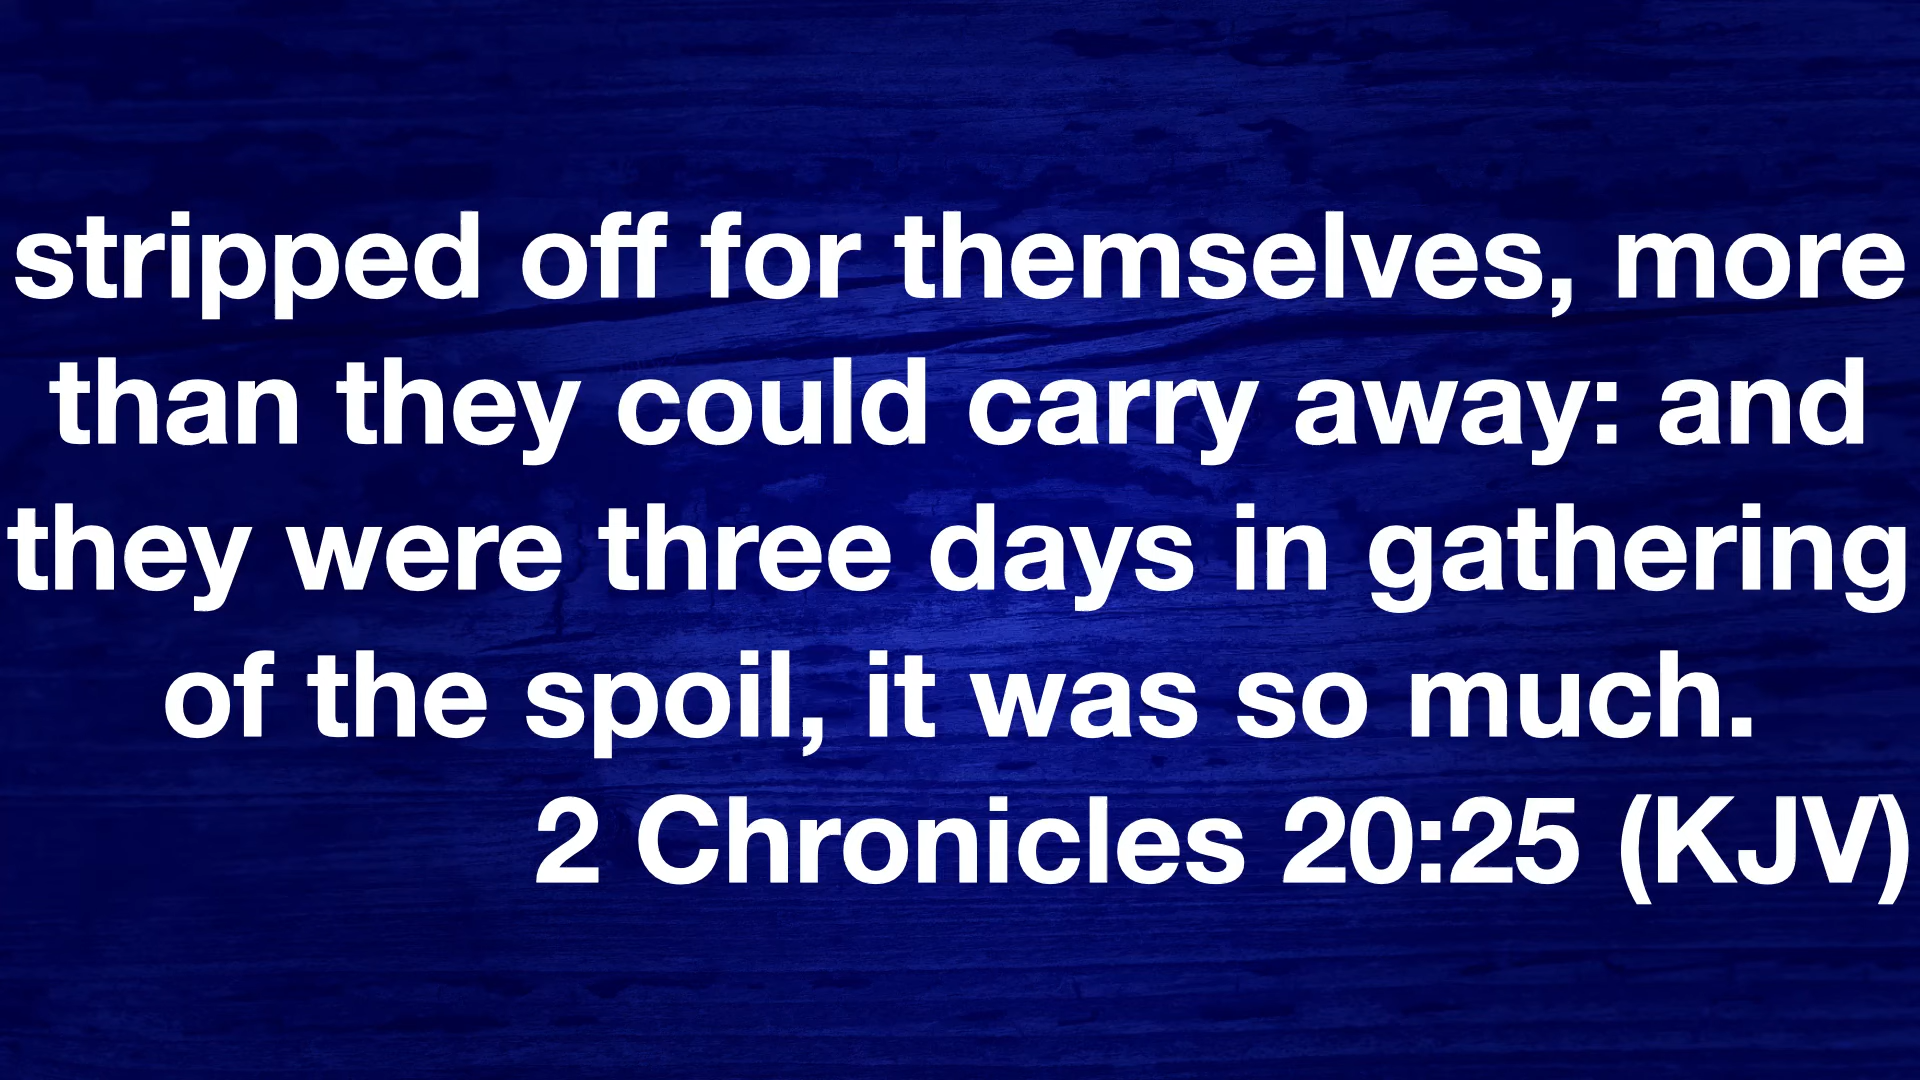 stripped off for themselves, more
than they could carry away: and
they were three days in gathering
of the spoil, it was so much.
2 Chronicles 20:25 (KJV)